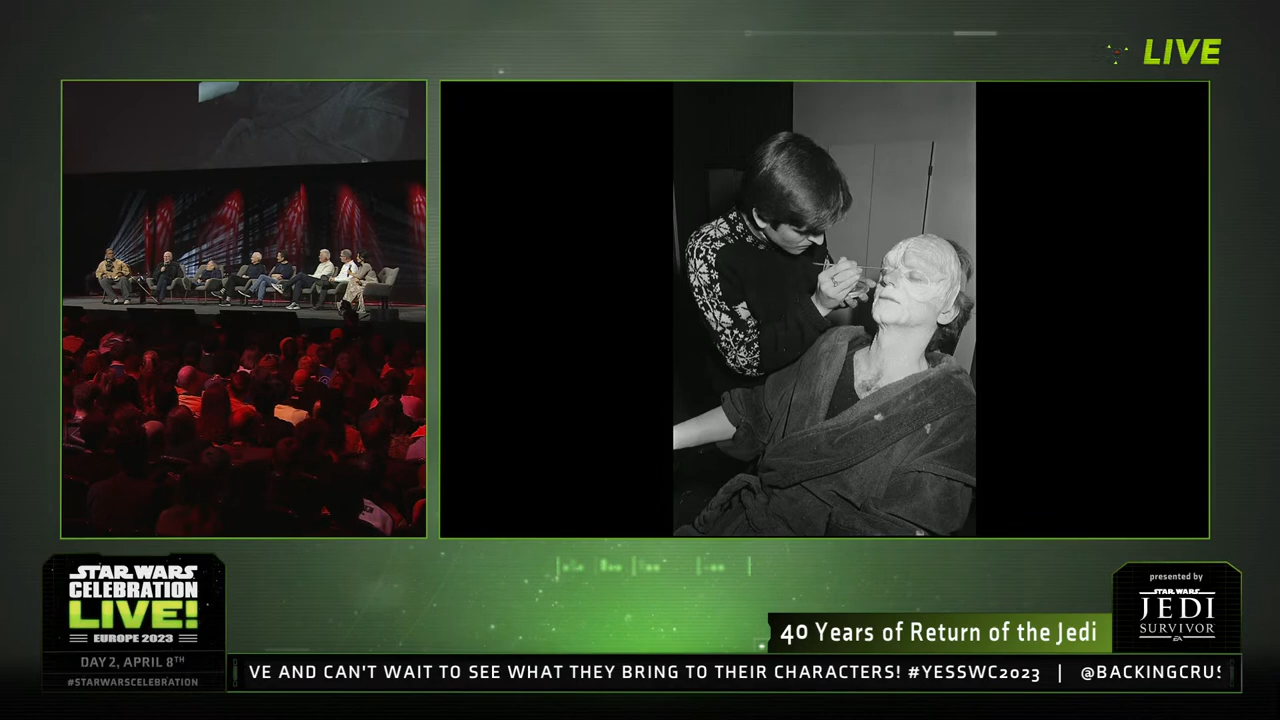 LIVE
STAR WARS
CELEBRATION
LIVE!
EUROPE 2023
DAY 2, APRIL 8TH
#STARWARSCELEBRATION
presented by
STAR WARS
JEDI
SURVIVOR
EA
40 Years of Return of the Jedi
VE AND CAN'T WAIT TO SEE WHAT THEY BRING TO THEIR CHARACTERS! #YESSWC2023 | @BACKINGCRUS